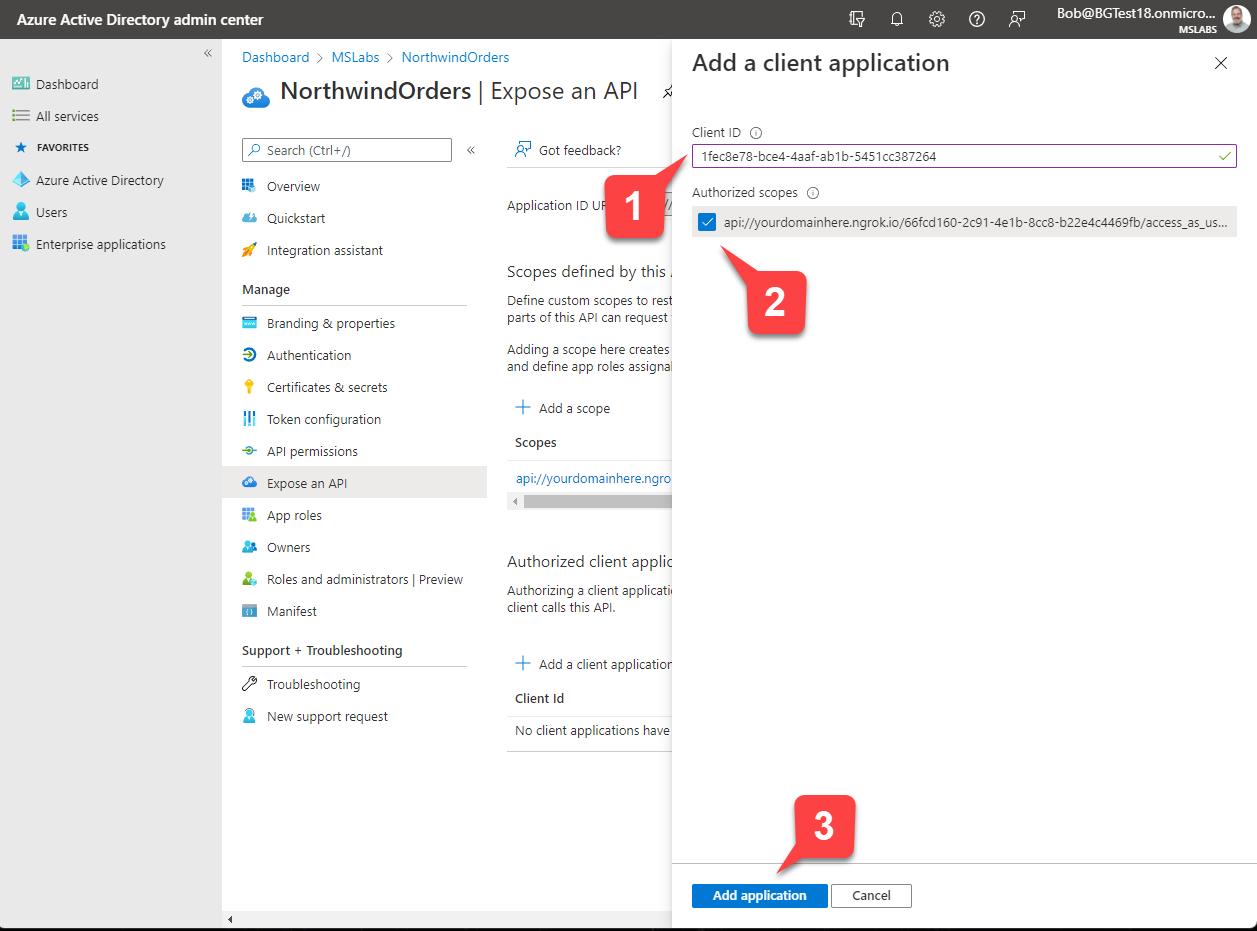 Azure Active Directory admin center
Bob@BGTest18.onmicro...
MSLABS
Dashboard
All services
FAVORITES
Azure Active Directory
Users
Enterprise applications
Dashboard > MSLabs > NorthwindOrders
NorthwindOrders | Expose an API
Search (Ctrl+/)
Overview
Quickstart
Integration assistant
Manage
Branding & properties
Authentication
Certificates & secrets
Token configuration
API permissions
Expose an API
App roles
Owners
Roles and administrators | Preview
Manifest
Support + Troubleshooting
Troubleshooting
New support request
Got feedback?
Application ID UR
Scopes defined by this
Define custom scopes to rest
parts of this API can request
Adding a scope here creates
and define app roles assignal
Add a scope
Scopes
api://yourdomainhere.ngro
Authorized client applic
Authorizing a client applicati
client calls this API.
Add a client application
Client Id
No client applications have
Add a client application
Client ID
1fec8e78-bce4-4aaf-ab1b-5451cc387264
Authorized scopes
api://yourdomainhere.ngrok.io/66fcd160-2c91-4e1b-8cc8-b22e4c4469fb/access_as_us...
1
2
3
Add application
Cancel